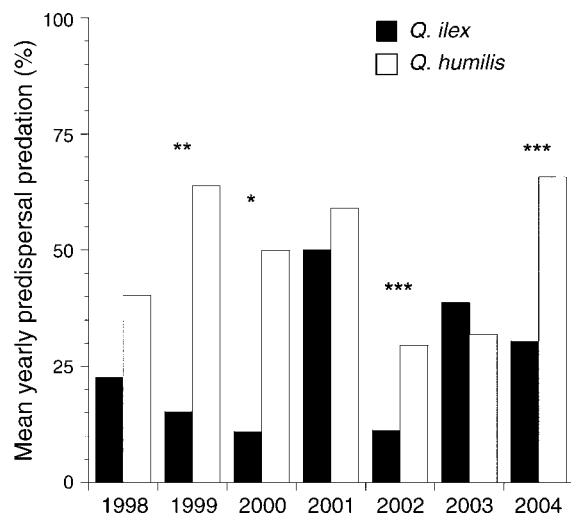 Mean yearly predispersal predation (%)
100
75
50
25
0
Q. ilex
Q. humilis
**
*
***
***
1998 1999 2000 2001 2002 2003 2004